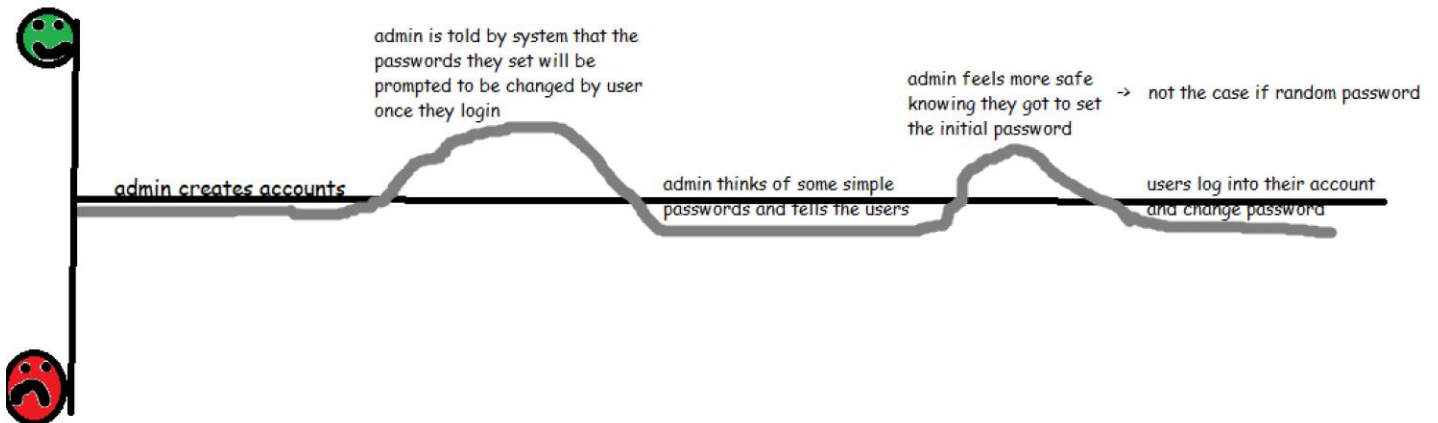 admin is told by system that the
passwords they set will be
prompted to be changed by user
once they login
admin feels more safe
knowing they got to set
the initial password
-> not the case if random password
admin creates accounts
admin thinks of some simple
passwords and tells the users
users log into their account
and change password